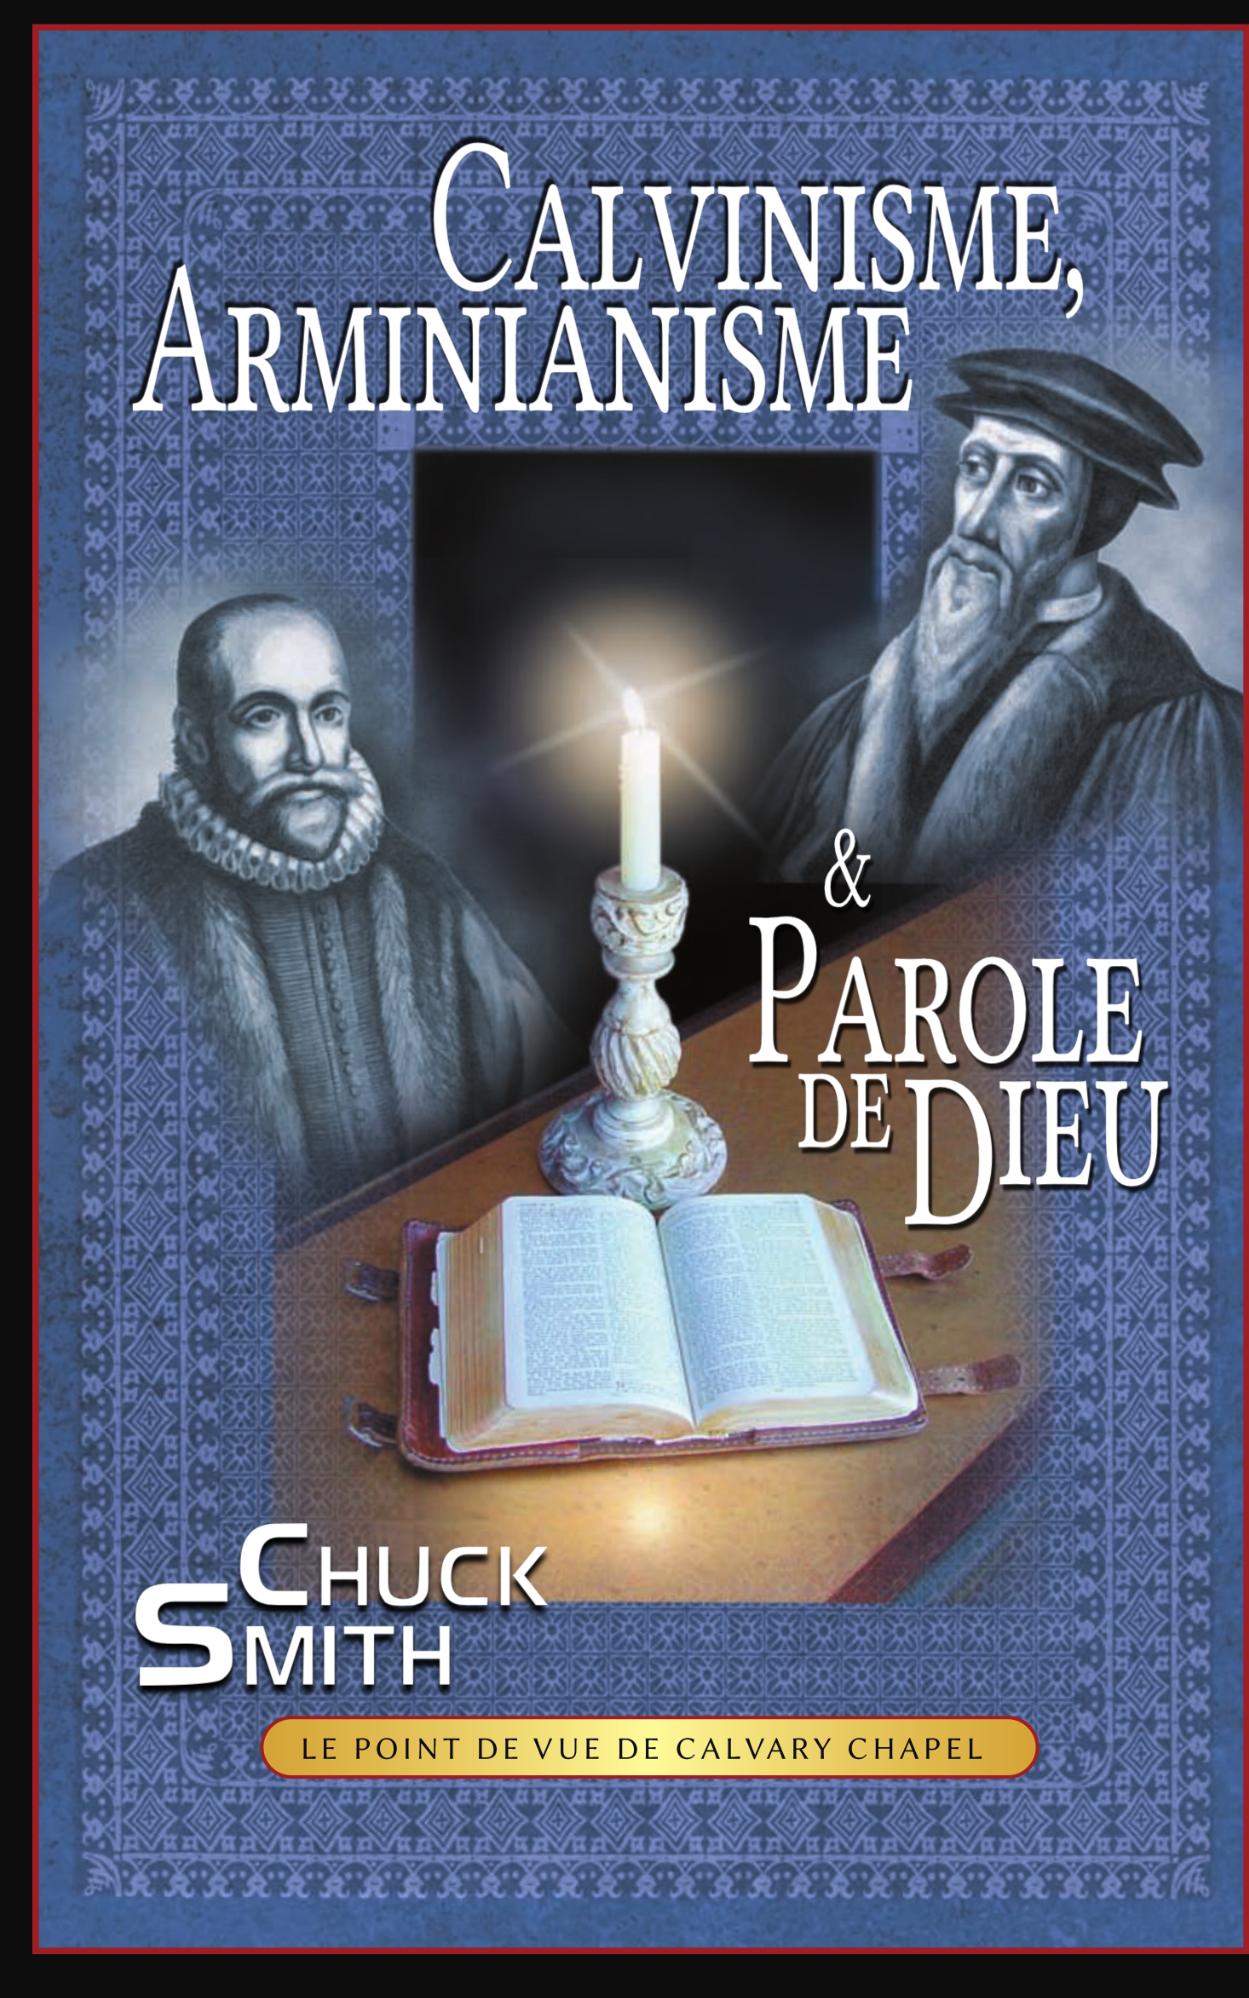 CALVINISME,
ARMINIANISME
&
PAROLE
DE DIEU
CHUCK
SMITH
LE POINT DE VUE DE CALVARY CHAPEL